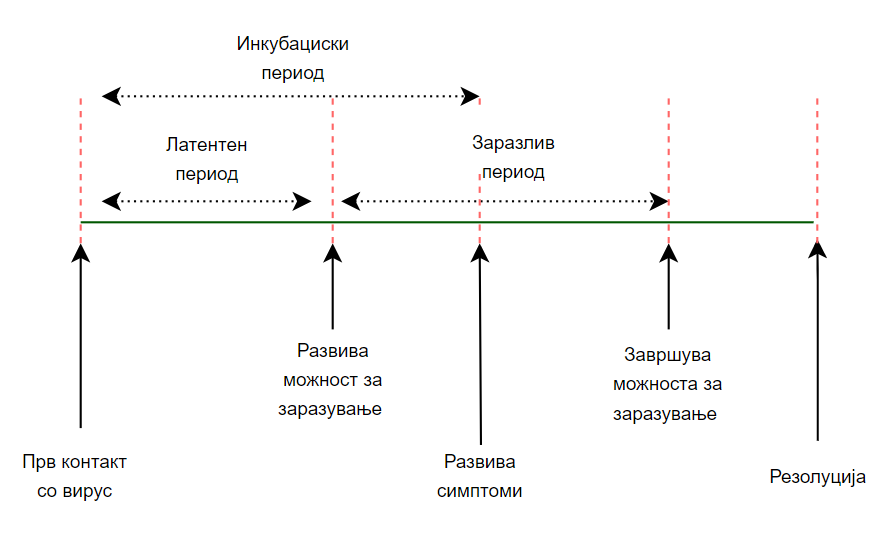 Инкубациски
период
Латентен
период
Заразлив
период
Развива
можност за
заразување
Завршува
можноста за
заразување
Прв контакт
со вирус
Развива
симптоми
Резолуција